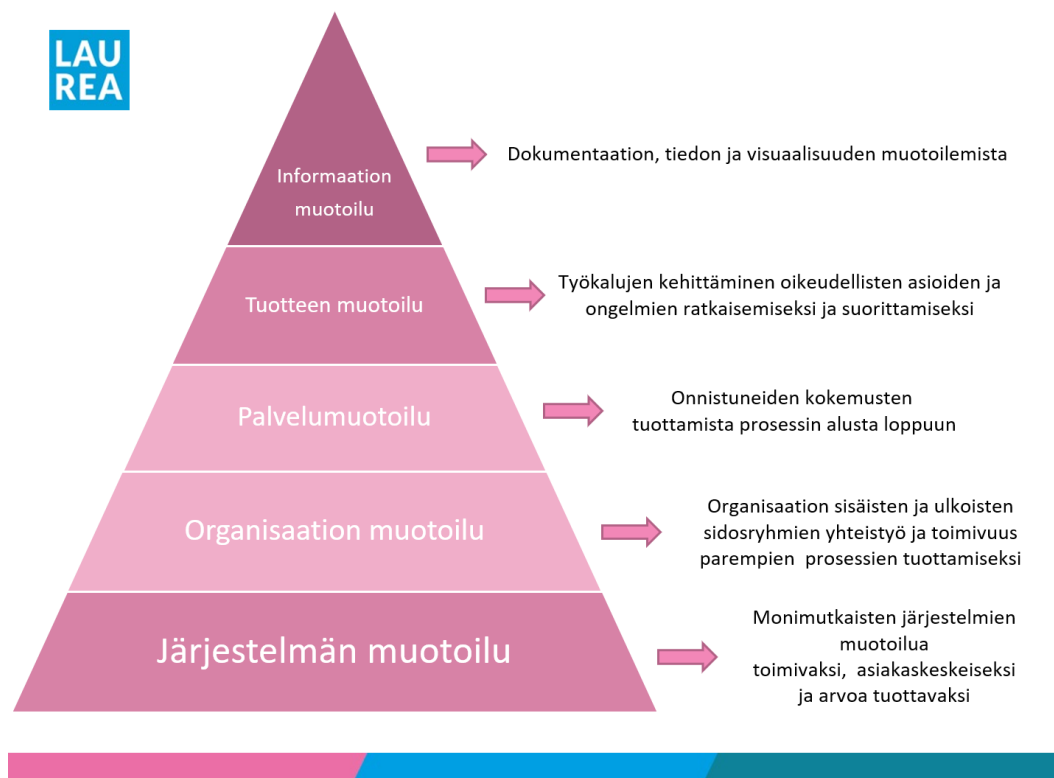 LAU
REA
Informaation
muotoilu
Dokumentaation, tiedon ja visuaalisuuden muotoilemista
Tuotteen muotoilu
Työkalujen kehittäminen oikeudellisten asioiden ja
ongelmien ratkaisemiseksi ja suorittamiseksi
Palvelumuotoilu
Onnistuneiden kokemusten
tuottamista prosessin alusta loppuun
Organisaation muotoilu
Organisaation sisäisten ja ulkoisten
sidosryhmien yhteistyö ja toimivuus
parempien prosessien tuottamiseksi
Järjestelmän muotoilu
Monimutkaisten järjestelmien
muotoilua
toimivaksi, asiakaskeskeiseksi
ja arvoa tuottavaksi